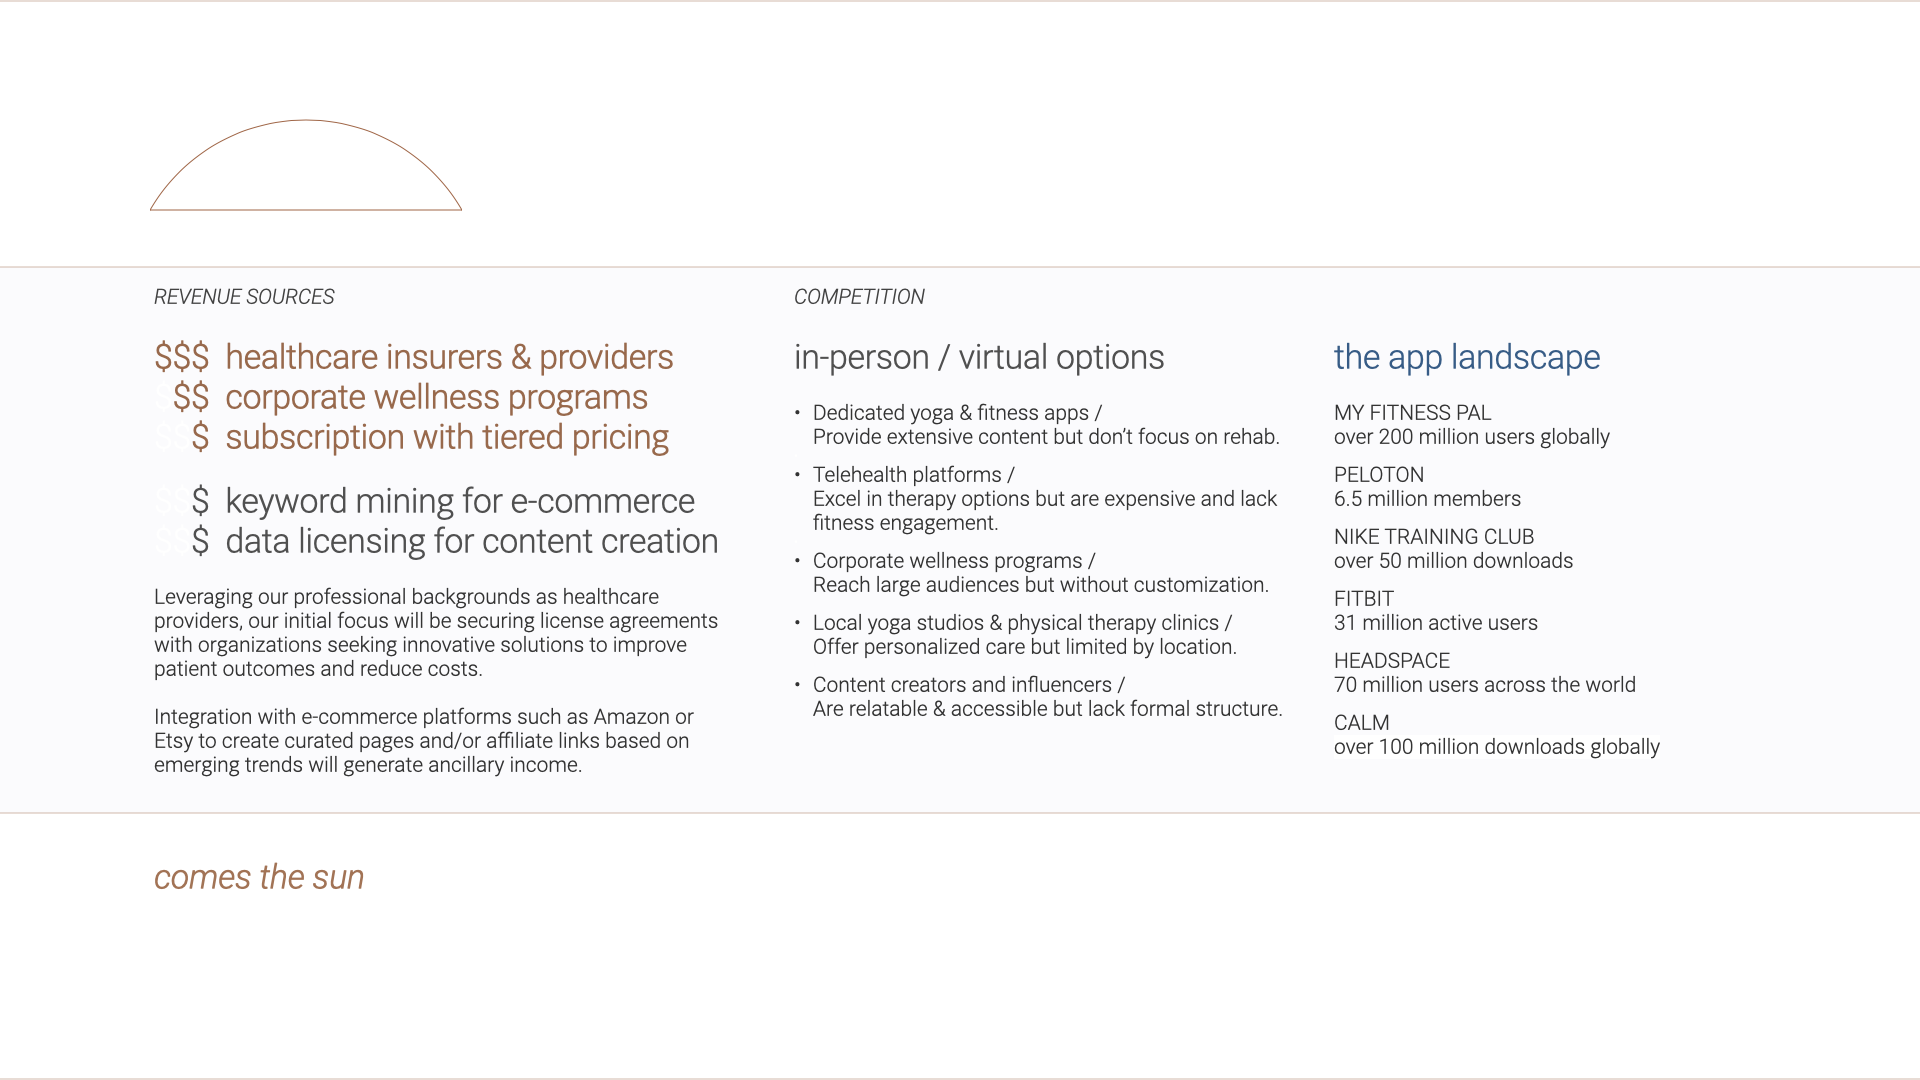 REVENUE SOURCES
$$$ healthcare insurers & providers
$$ corporate wellness programs
$ subscription with tiered pricing
$ keyword mining for e-commerce
$ data licensing for content creation
Leveraging our professional backgrounds as healthcare
providers, our initial focus will be securing license agreements
with organizations seeking innovative solutions to improve
patient outcomes and reduce costs.
Integration with e-commerce platforms such as Amazon or
Etsy to create curated pages and/or affiliate links based on
emerging trends will generate ancillary income.
COMPETITION
in-person / virtual options
• Dedicated yoga & fitness apps /
Provide extensive content but don’t focus on rehab.
• Telehealth platforms /
Excel in therapy options but are expensive and lack
fitness engagement.
• Corporate wellness programs /
Reach large audiences but without customization.
• Local yoga studios & physical therapy clinics /
Offer personalized care but limited by location.
• Content creators and influencers /
Are relatable & accessible but lack formal structure.
the app landscape
MY FITNESS PAL
over 200 million users globally
PELOTON
6.5 million members
NIKE TRAINING CLUB
over 50 million downloads
FITBIT
31 million active users
HEADSPACE
70 million users across the world
CALM
over 100 million downloads globally
comes the sun